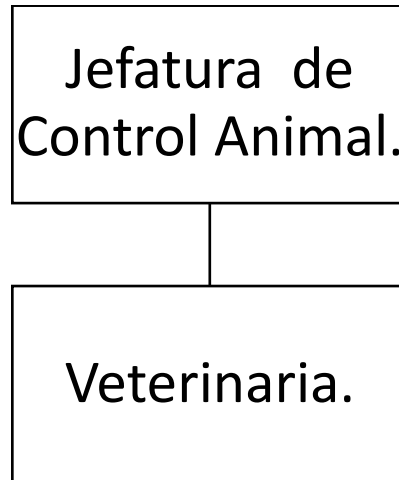 Jefatura  de
Control Animal.
Veterinaria.